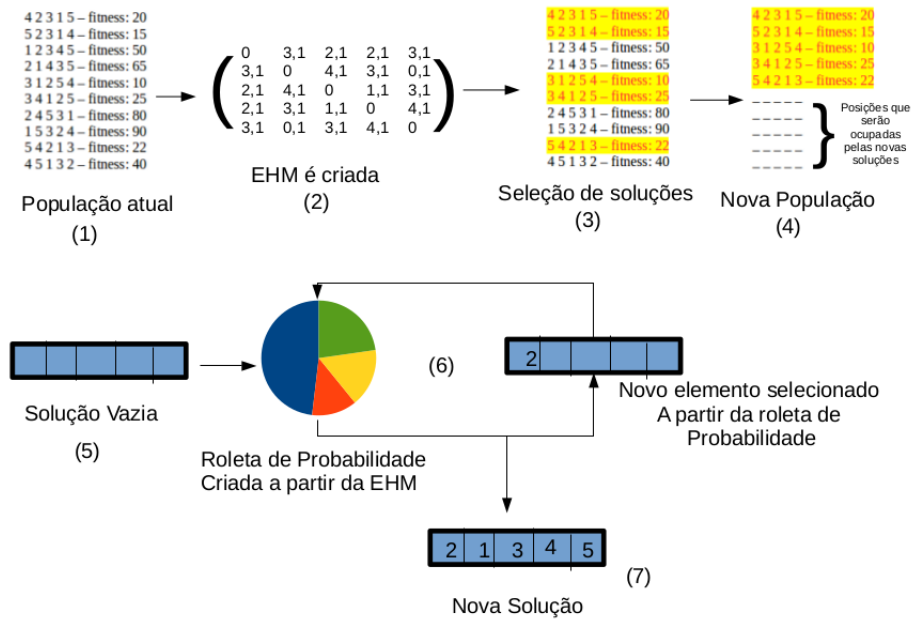 4 2 3 1 5 – fitness: 20
5 2 3 1 4 – fitness: 15
1 2 3 4 5 – fitness: 50
2 1 4 3 5 – fitness: 65
3 1 2 5 4 – fitness: 10
3 4 1 2 5 – fitness: 25
2 4 5 3 1 – fitness: 80
1 5 3 2 4 – fitness: 90
5 4 2 1 3 – fitness: 22
4 5 1 3 2 – fitness: 40
População atual
(1)
0 3,1 2,1 2,1 3,1
3,1 0 4,1 3,1 0,1
2,1 4,1 0 1,1 3,1
2,1 3,1 1,1 0 4,1
3,1 0,1 3,1 4,1 0
EHM é criada
(2)
4 2 3 1 5 – fitness: 20
5 2 3 1 4 – fitness: 15
1 2 3 4 5 – fitness: 50
2 1 4 3 5 – fitness: 65
3 1 2 5 4 – fitness: 10
3 4 1 2 5 – fitness: 25
2 4 5 3 1 – fitness: 80
1 5 3 2 4 – fitness: 90
5 4 2 1 3 – fitness: 22
4 5 1 3 2 – fitness: 40
Seleção de soluções
(3)
4 2 3 1 5 – fitness: 20
5 2 3 1 4 – fitness: 15
3 1 2 5 4 – fitness: 10
3 4 1 2 5 – fitness: 25
5 4 2 1 3 – fitness: 22
_ _ _ _ _
_ _ _ _ _
_ _ _ _ _
_ _ _ _ _
_ _ _ _ _
Posições que
serão
ocupadas
pelas novas
soluções
Nova População
(4)
Solução Vazia
(5)
Roleta de Probabilidade
Criada a partir da EHM
(6)
2
Novo elemento selecionado
A partir da roleta de
Probabilidade
2 1 3 4 5
(7)
Nova Solução